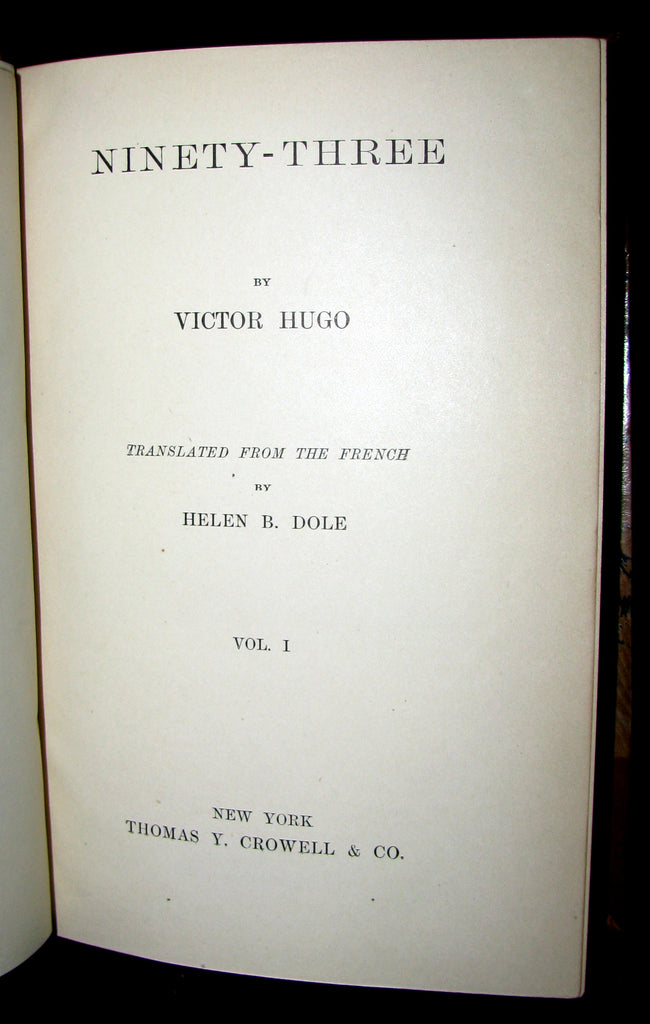 NINETY-THREE
BY
VICTOR HUGO
TRANSLATED FROM THE FRENCH
BY
HELEN B. DOLE
VOL. I
NEW YORK
THOMAS Y. CROWELL & CO.